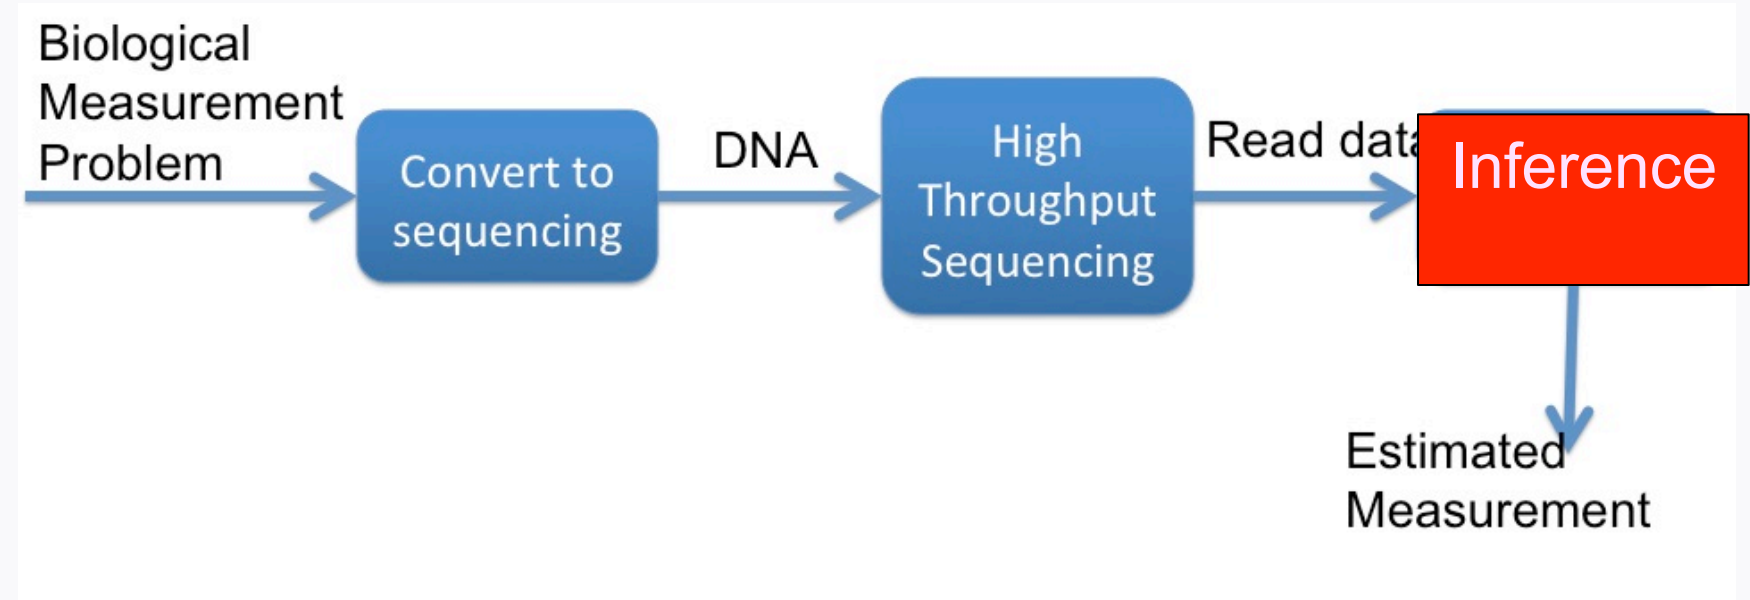 Biological
Measurement
Problem
Convert to
sequencing
DNA
High
Throughput
Sequencing
Read data
Inference
Estimated
Measurement